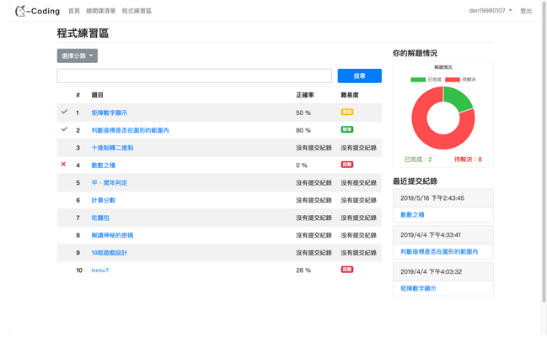 -Coding 首頁 總開課清單 程式練習區 den19980107 登出
程式練習區
選擇分類
搜尋
# 題目 正確率 難易度
1 矩陣數字顯示 50 %
2 判斷座標是否在圓形的範圍內 80 % 簡單
3 十進制轉二進制 沒有提交紀錄 沒有提交紀錄
4 數數之積 0 % 困難
5 平、閏年判定 沒有提交紀錄 沒有提交紀錄
6 計算分數 沒有提交紀錄 沒有提交紀錄
7 吃麵包 沒有提交紀錄 沒有提交紀錄
8 解讀神秘的密碼 沒有提交紀錄 沒有提交紀錄
9 18股遊戲設計 沒有提交紀錄 沒有提交紀錄
10 28 % 困難
你的解題情況
解題情況
已完成 待解決
已完成:2 待解決:8
最近提交紀錄
2019/5/16 下午2:43:45
數數之積
2019/4/4 下午4:33:41
判斷座標是否在圓形的範圍內
2019/4/4 下午4:03:32
矩陣數字顯示